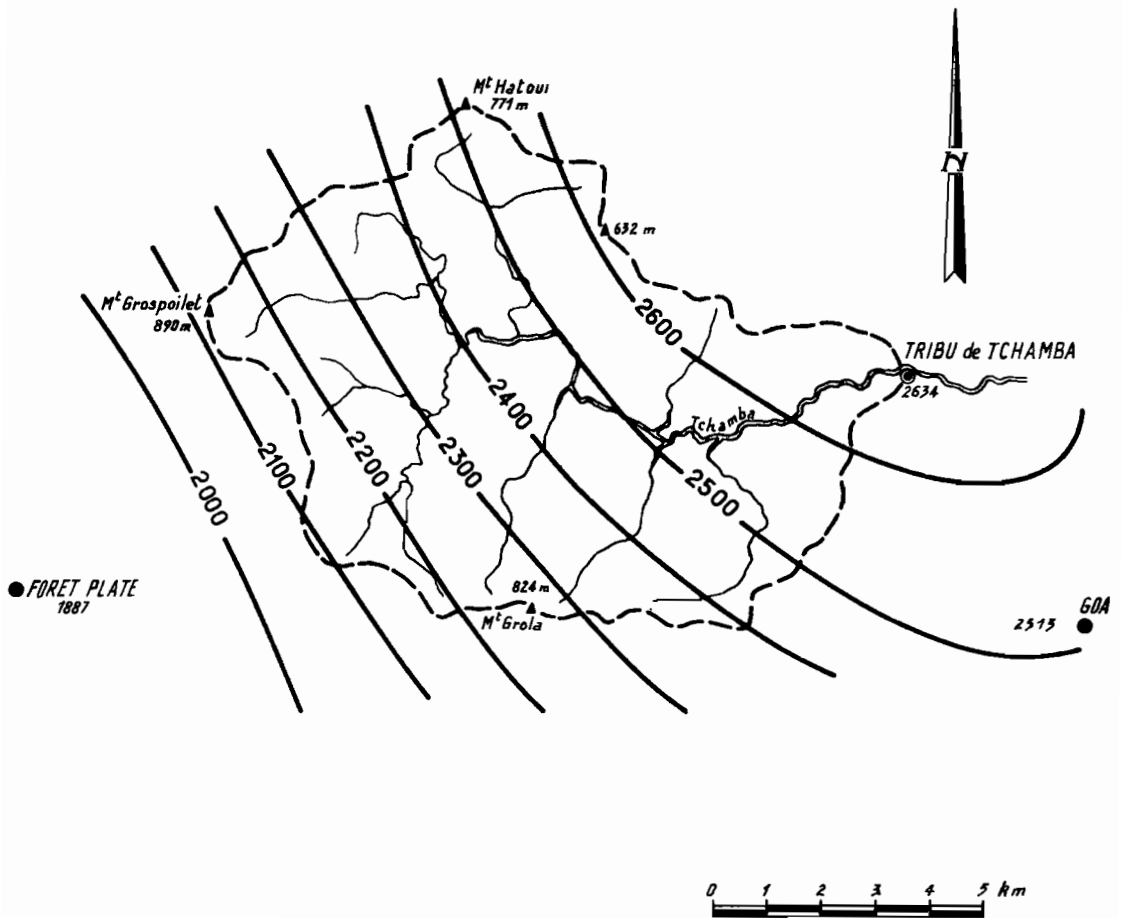 Mt Hatoui
771 m
N
632 m
Mt Grospoilet
890 m
2600
TRIBU de TCHAMBA
2634
2400
Tchamba
2300
2200
2100
2000
2500
FORET PLATE
1887
824 m
Mt Grola
GOA
2513
0 1 2 3 4 5 km